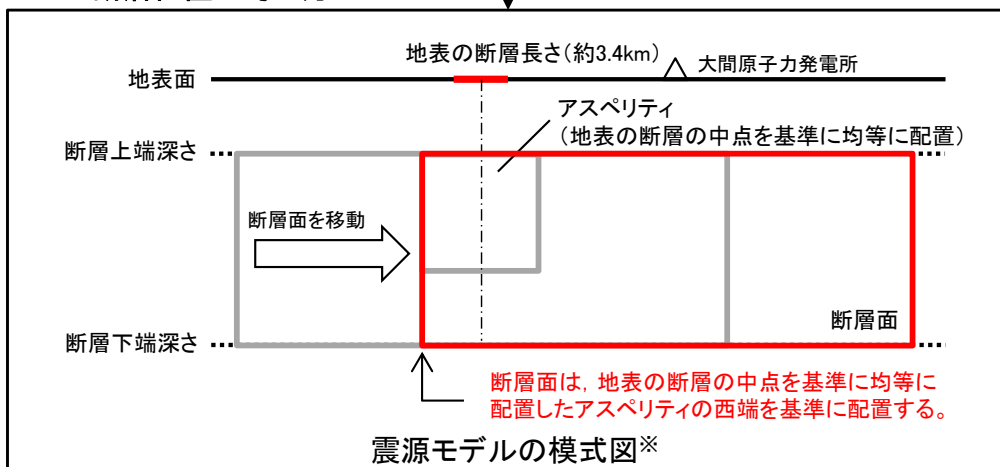 地表の断層長さ(約3.4km)
大間原子力発電所
地表面
アスペリティ
(地表の断層の中点を基準に均等に配置)
断層上端深さ
断層面を移動
断層面
断層下端深さ
断層面は，地表の断層の中点を基準に均等に
配置したアスペリティの西端を基準に配置する。
震源モデルの模式図※